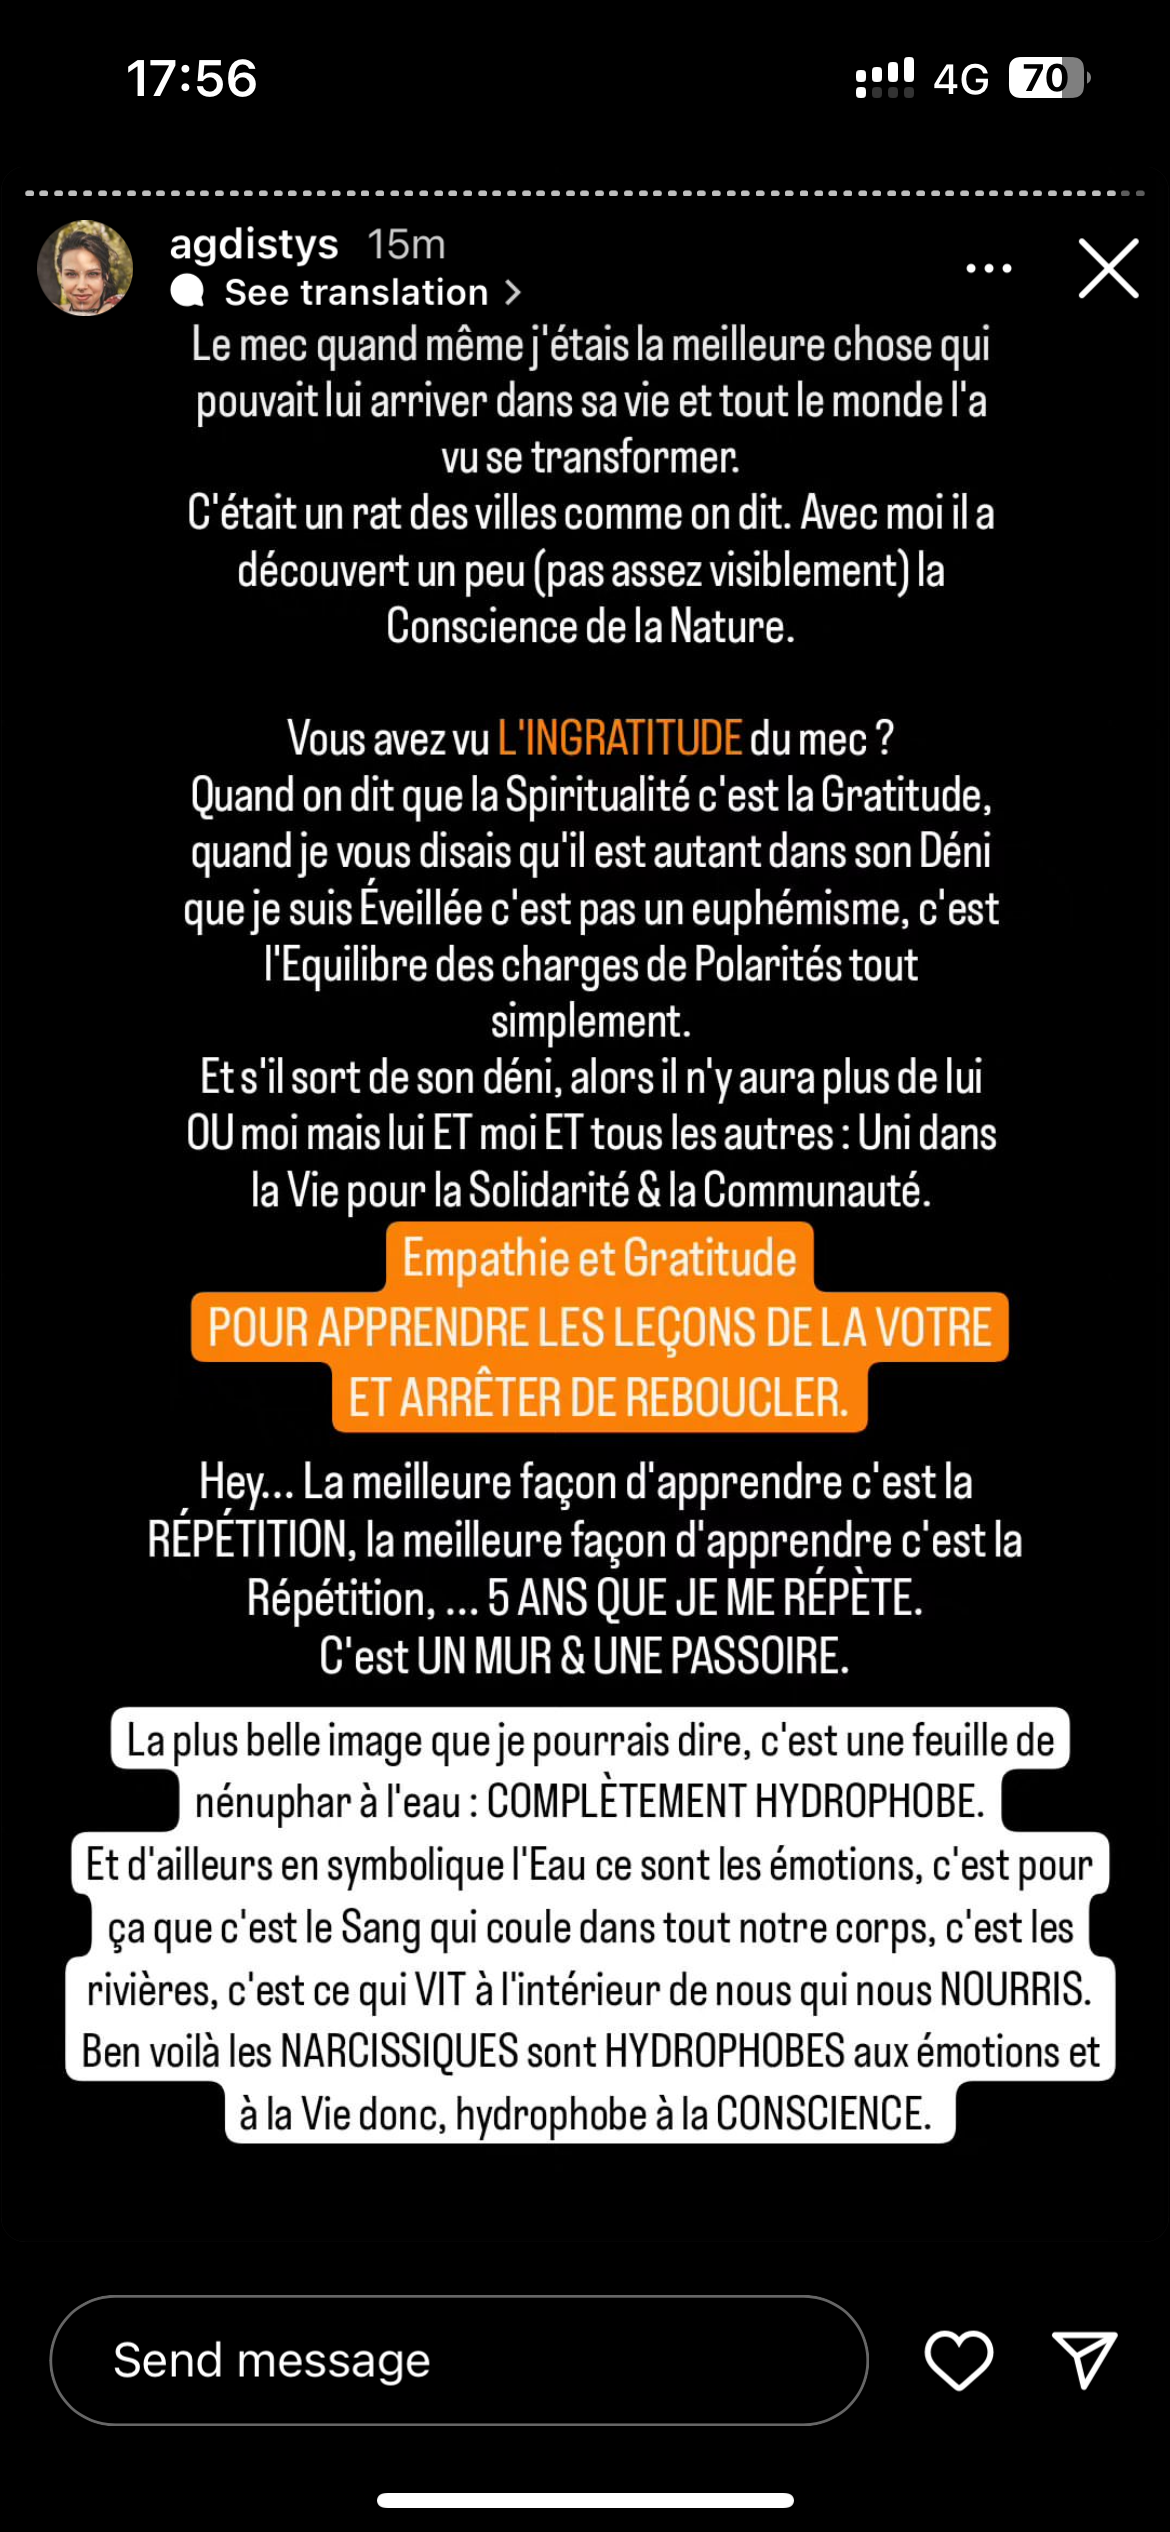 17:56
4G
70
agdistys 15m
See translation
Le mec quand même j'étais la meilleure chose qui
pouvait lui arriver dans sa vie et tout le monde l'a
vu se transformer.
C'était un rat des villes comme on dit. Avec moi il a
découvert un peu (pas assez visiblement) la
Conscience de la Nature.
Vous avez vu L'INGRATITUDE du mec ?
Quand on dit que la Spiritualité c'est la Gratitude,
quand je vous disais qu'il est autant dans son Déni
que je suis Éveillée c'est pas un euphémisme, c'est
l'Equilibre des charges de Polarités tout
simplement.
Et s'il sort de son déni, alors il n'y aura plus de lui
OU moi mais lui ET moi ET tous les autres : Uni dans
la Vie pour la Solidarité & la Communauté.
Empathie et Gratitude
POUR APPRENDRE LES LEÇONS DE LA VOTRE
ET ARRÊTER DE REBOUCLER.
Hey... La meilleure façon d'apprendre c'est la
RÉPÉTITION, la meilleure façon d'apprendre c'est la
Répétition, ... 5 ANS QUE JE ME RÉPÈTE.
C'est UN MUR & UNE PASSOIRE.
La plus belle image que je pourrais dire, c'est une feuille de
nénuphar à l'eau : COMPLÈTEMENT HYDROPHOBE.
Et d'ailleurs en symbolique l'Eau ce sont les émotions, c'est pour
ça que c'est le Sang qui coule dans tout notre corps, c'est les
rivières, c'est ce qui VIT à l'intérieur de nous qui nous NOURRIS.
Ben voilà les NARCISSIQUES sont HYDROPHOBES aux émotions et
à la Vie donc, hydrophobe à la CONSCIENCE.
Send message